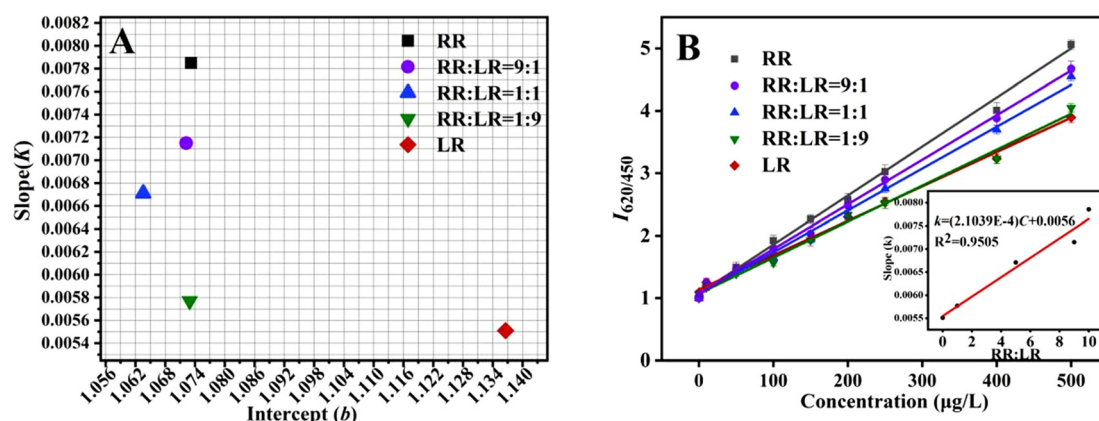 A
0.0082
0.0080
0.0078
0.0076
0.0074
0.0072
0.0070
0.0068
0.0066
0.0064
0.0062
0.0060
0.0058
0.0056
0.0054
Slope(K)
RR
RR:LR=9:1
RR:LR=1:1
RR:LR=1:9
LR
1.056 1.062 1.068 1.074 1.080 1.086 1.092 1.098 1.104 1.110 1.116 1.122 1.128 1.134 1.140
Intercept (b)
B
5
4
3
2
1
0
I620/450
RR
RR:LR=9:1
RR:LR=1:1
RR:LR=1:9
LR
0 100 200 300 400 500
Concentration (μg/L)
0.0080
0.0070
0.0065
0.0060
0.0055
Slope (k)
k=(2.1039E-4)C+0.0056
R²=0.9505
0 2 4 6 8 10
RR:LR